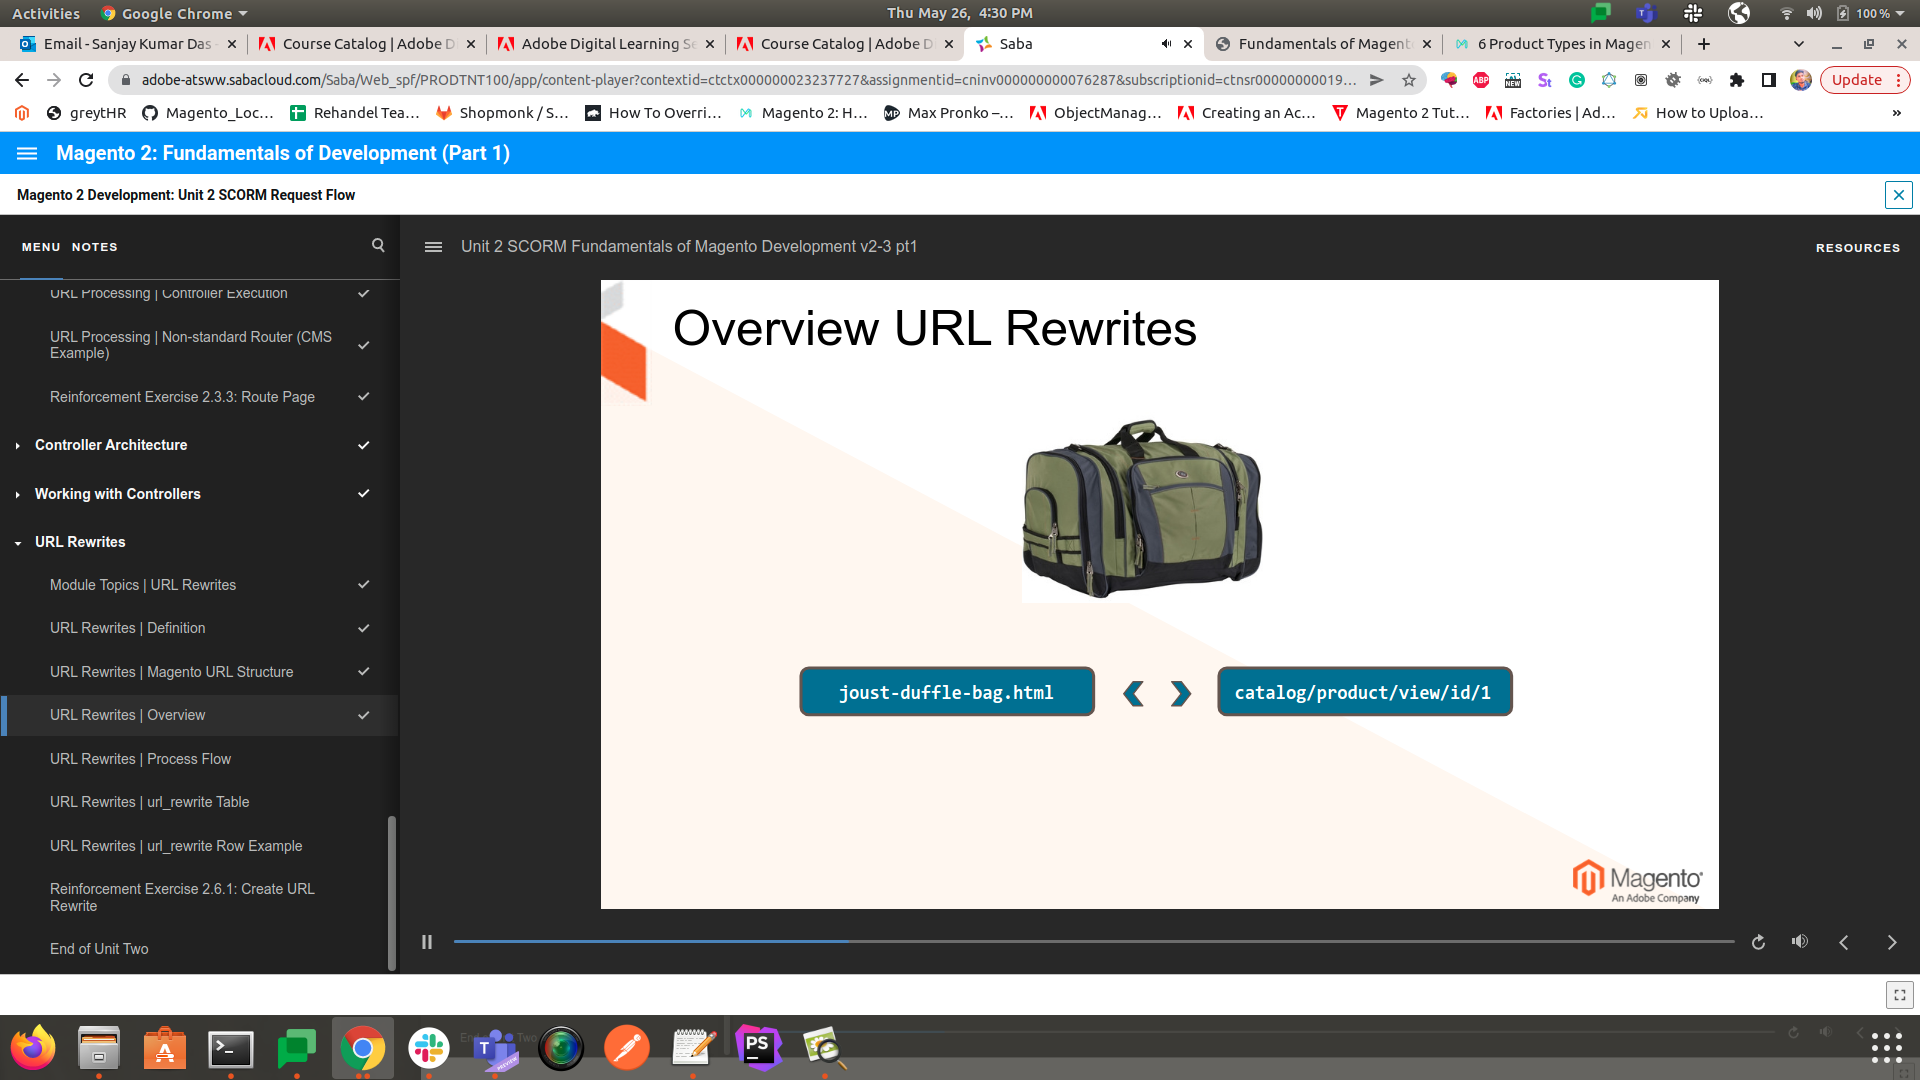 Activities Google Chrome Thu May 26, 4:30 PM 100 %
Email - Sanjay Kumar Das Course Catalog | Adobe D Adobe Digital Learning Se Course Catalog | Adobe D Saba Fundamentals of Magent 6 Product Types in Magen
adobe-atsww.sabacloud.com/Saba/Web_spf/PRODTNT100/app/content-player?contextid=ctctx000000023237727&assignmentid=cninv000000000076287&subscriptionid=ctnsr00000000019... ABP NEW St Update
greytHR Magento_Loc... Rehandel Tea... Shopmonk / S... How To Overri... Magento 2: H... Max Pronko –... ObjectManag... Creating an Ac... Magento 2 Tut... Factories | Ad... How to Uploa... »
Magento 2: Fundamentals of Development (Part 1)
Magento 2 Development: Unit 2 SCORM Request Flow
MENU NOTES
Unit 2 SCORM Fundamentals of Magento Development v2-3 pt1
RESOURCES
URL Processing | Controller Execution
URL Processing | Non-standard Router (CMS
Example)
Reinforcement Exercise 2.3.3: Route Page
Controller Architecture
Working with Controllers
URL Rewrites
Module Topics | URL Rewrites
URL Rewrites | Definition
URL Rewrites | Magento URL Structure
URL Rewrites | Overview
URL Rewrites | Process Flow
URL Rewrites | url_rewrite Table
URL Rewrites | url_rewrite Row Example
Reinforcement Exercise 2.6.1: Create URL
Rewrite
End of Unit Two
Overview URL Rewrites
joust-duffle-bag.html
catalog/product/view/id/1
Magento
An Adobe Company
PS